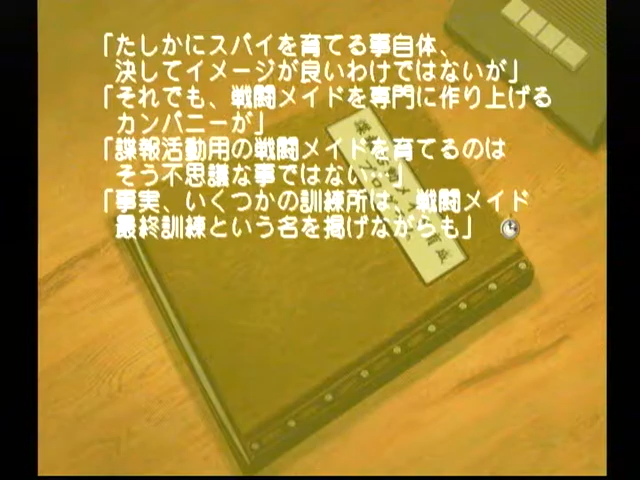 「たしかにスパイを育てる事自体、
決してイメージが良いわけではないが」
「それでも、戦闘メイドを専門に作り上げる
カンパニーが」
「諜報活動用の戦闘メイドを育てるのは
そう不思議な事ではない…」
「事実、いくつかの訓練所は、戦闘メイド
最終訓練という名を掲げながらも」